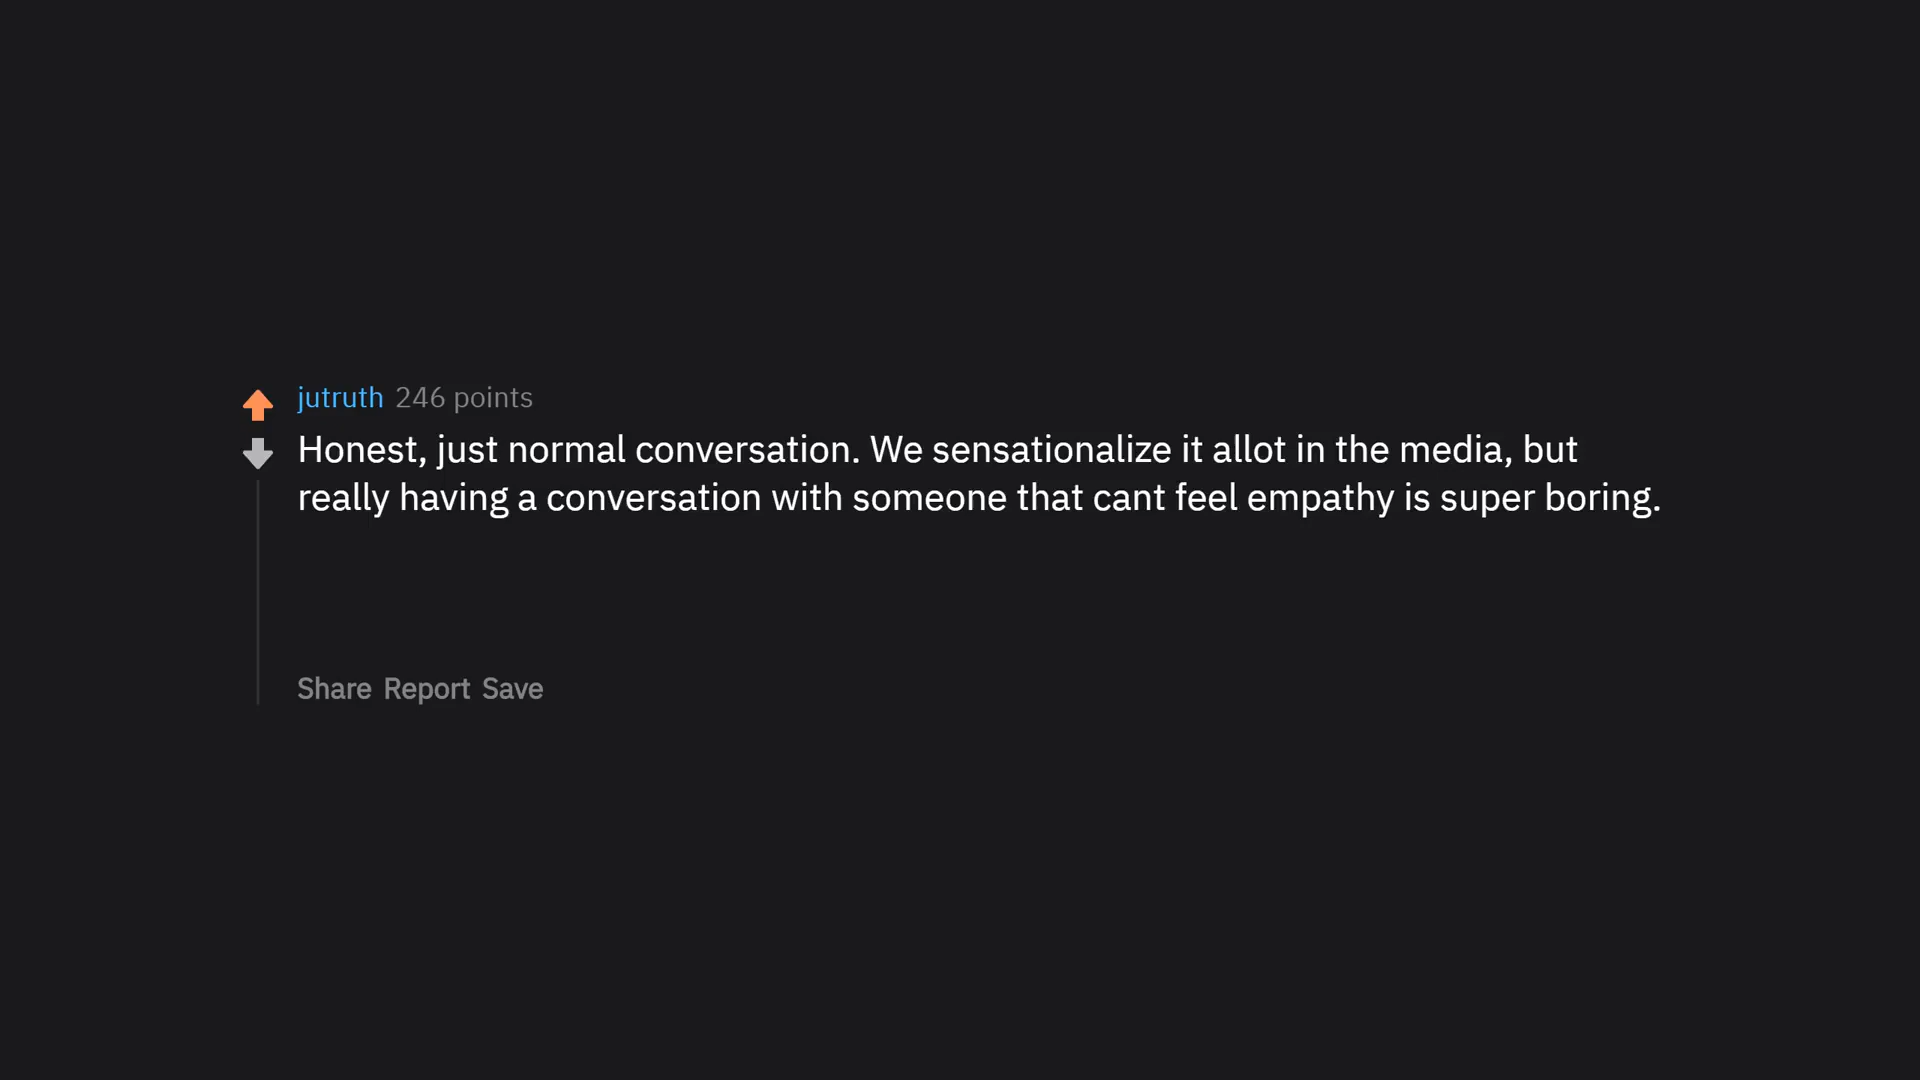 jutruth 246 points
Honest, just normal conversation. We sensationalize it allot in the media, but
really having a conversation with someone that cant feel empathy is super boring.
Share Report Save